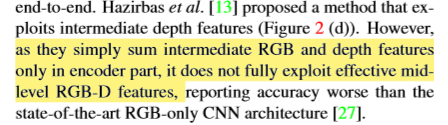 end-to-end. Hazirbas et al. [13] proposed a method that ex-
ploits intermediate depth features (Figure 2 (d)). However,
as they simply sum intermediate RGB and depth features
only in encoder part, it does not fully exploit effective mid-
level RGB-D features, reporting accuracy worse than the
state-of-the-art RGB-only CNN architecture [27].